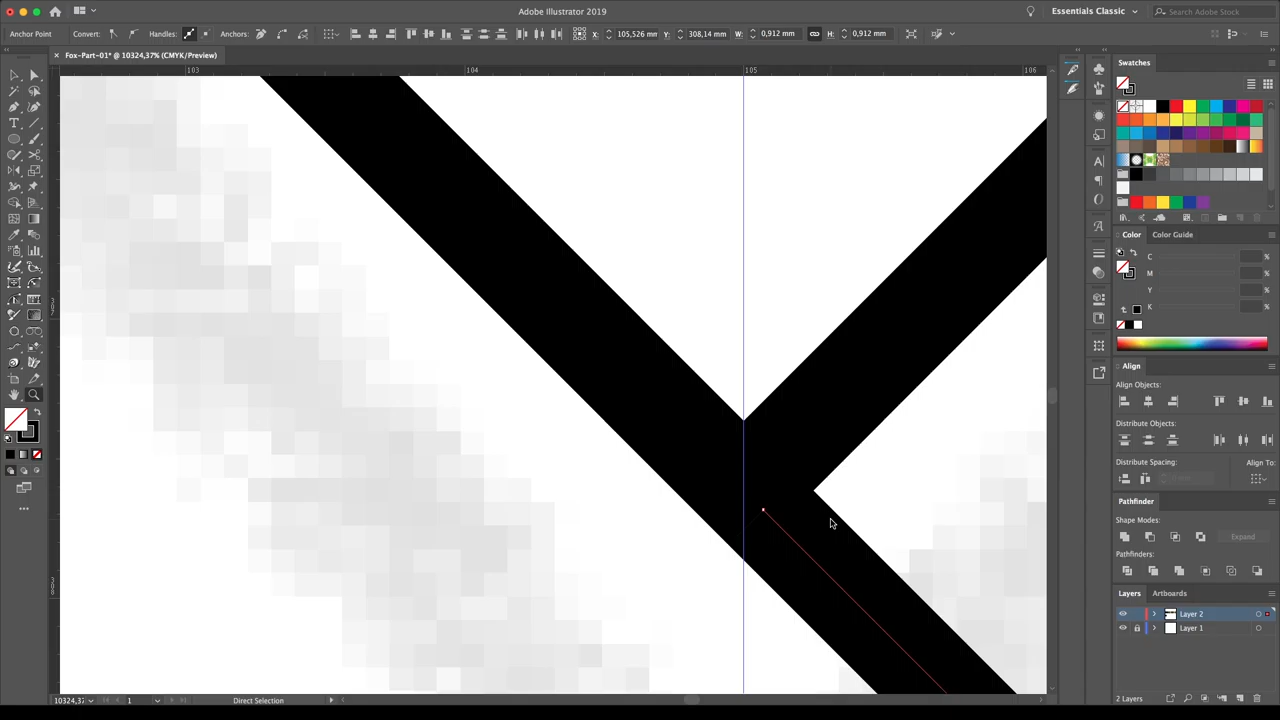 Adobe Illustrator 2019
Essentials Classic
Search Adobe Stock
Anchor Point
Convert:
Handles:
Anchors:
X: 105,526 mm
Y: 308,14 mm
W: 0,912 mm
H: 0,912 mm
Fox-Part-01* @ 10324,37% (CMYK/Preview)
103
104
105
106
Swatches
Color
Color Guide
C %
M %
Y %
K %
Align
Align Objects:
Distribute Objects:
Distribute Spacing:
Align To:
Pathfinder
Shape Modes:
Expand
Pathfinders:
Layers
Artboards
Layer 2
Layer 1
10324,37
1
Direct Selection
2 Layers